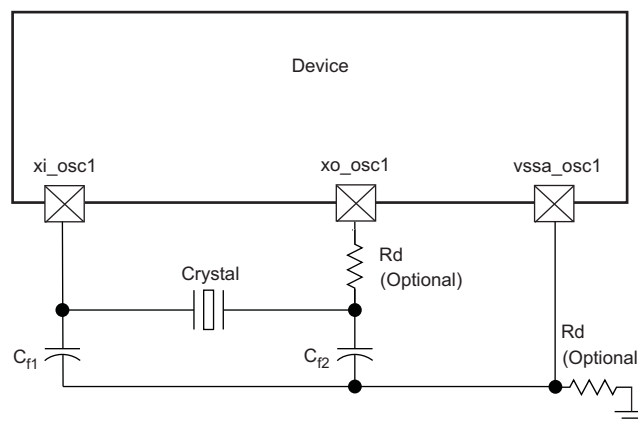 Device
xi_osc1
xo_osc1
vssa_osc1
Rd
(Optional)
Crystal
Rd
(Optional
Cf1
Cf2